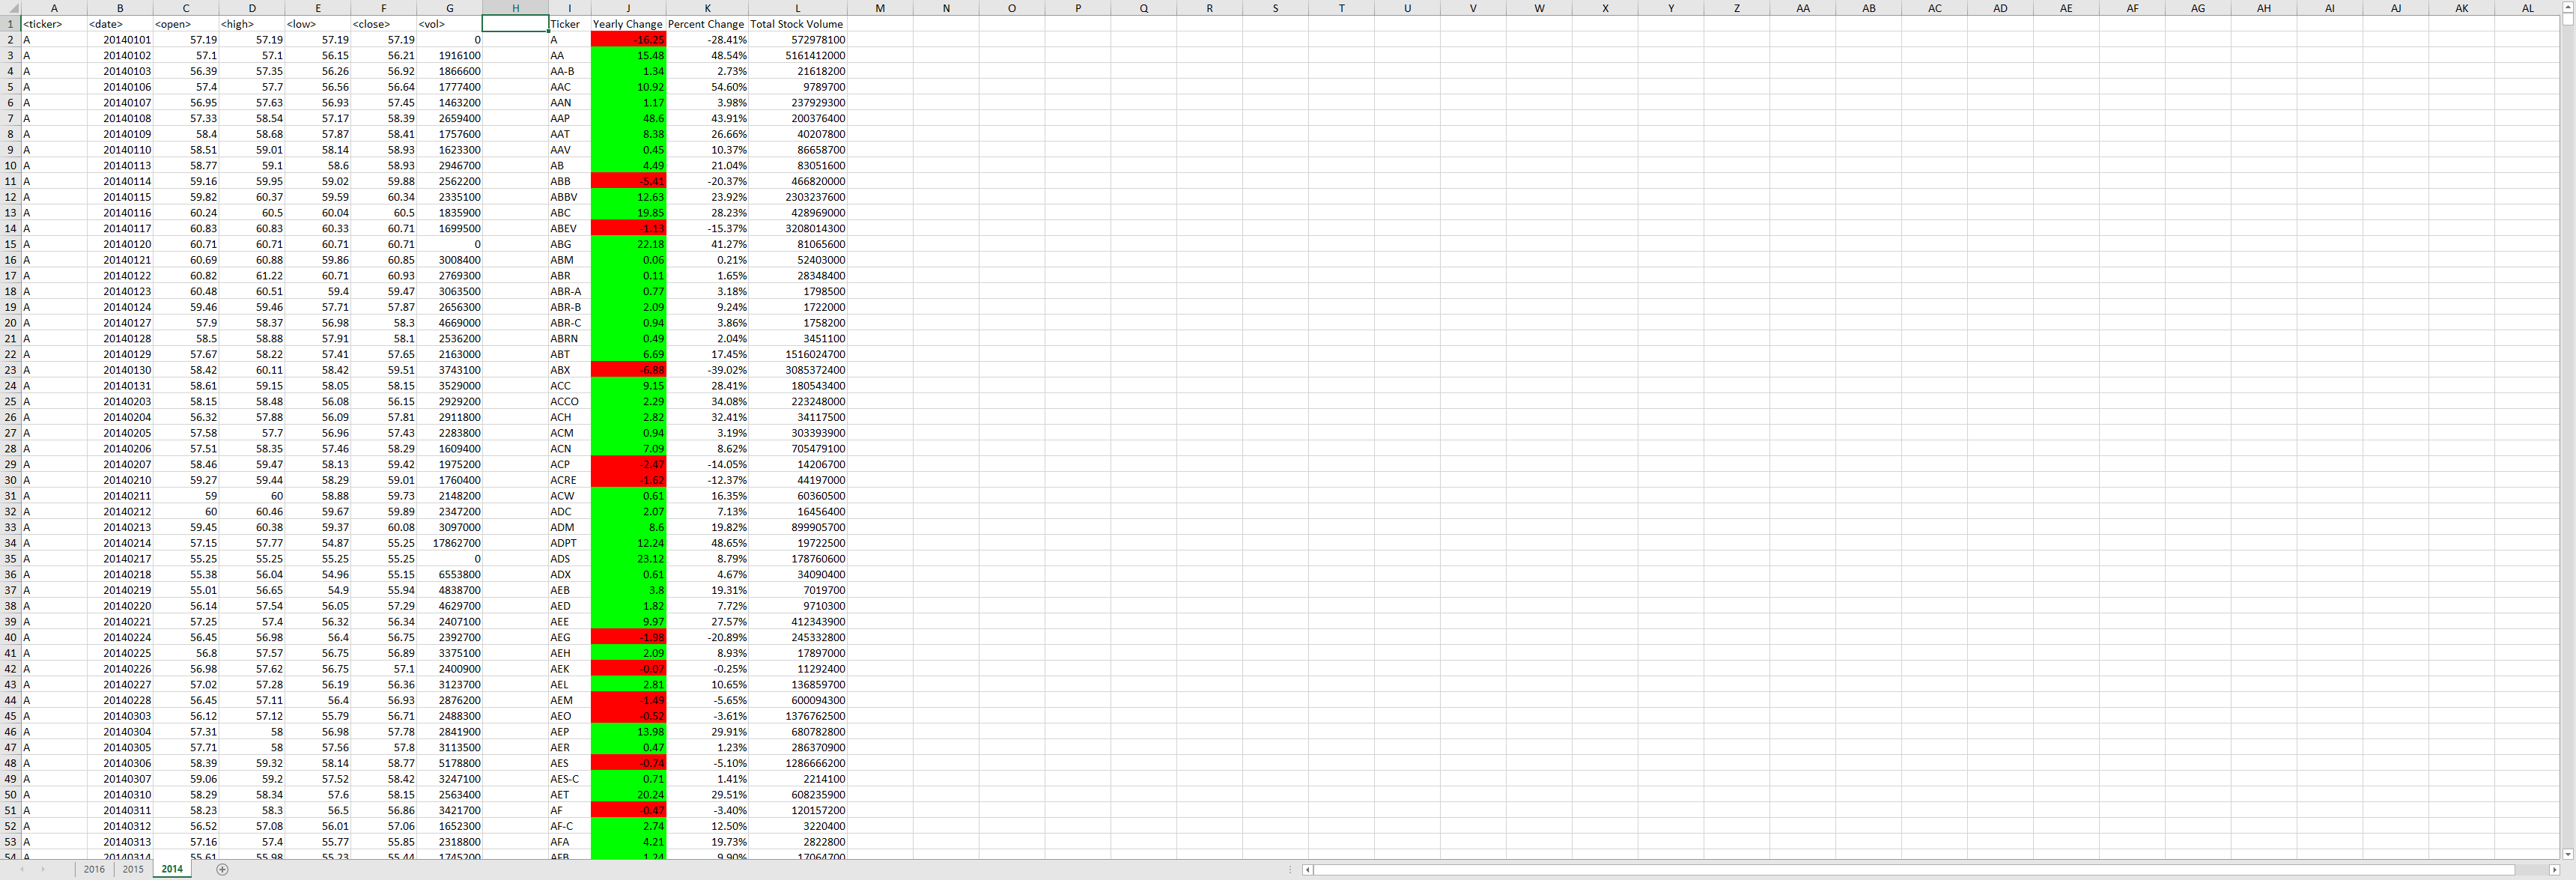 A B C D E F G H I J K L M N O P Q R S T U V W X Y Z AA AB AC AD AE AF AG AH AI AJ AK AL
1 <ticker> <date> <open> <high> <low> <close> <vol> Ticker Yearly Change Percent Change Total Stock Volume
2 A 20140101 57.19 57.19 57.19 57.19 0 A -16.25 -28.41% 572978100
3 A 20140102 57.1 57.1 56.15 56.21 1916100 AA 15.48 48.54% 5161412000
4 A 20140103 56.39 57.35 56.26 56.92 1866600 AA-B 1.34 2.73% 21618200
5 A 20140106 57.4 57.7 56.56 56.64 1777400 AAC 10.92 54.60% 9789700
6 A 20140107 56.95 57.63 56.93 57.45 1463200 AAN 1.17 3.98% 237929300
7 A 20140108 57.33 58.54 57.17 58.39 2659400 AAP 48.6 43.91% 200376400
8 A 20140109 58.4 58.68 57.87 58.41 1757600 AAT 8.38 26.66% 40207800
9 A 20140110 58.51 59.01 58.14 58.93 1623300 AAV 0.45 10.37% 86658700
10 A 20140113 58.77 59.1 58.6 58.93 2946700 AB 4.49 21.04% 83051600
11 A 20140114 59.16 59.95 59.02 59.88 2562200 ABB -5.41 -20.37% 466820000
12 A 20140115 59.82 60.37 59.59 60.34 2335100 ABBV 12.63 23.92% 2303237600
13 A 20140116 60.24 60.5 60.04 60.5 1835900 ABC 19.85 28.23% 428969000
14 A 20140117 60.83 60.83 60.33 60.71 1699500 ABEV -1.13 -15.37% 3208014300
15 A 20140120 60.71 60.71 60.71 60.71 0 ABG 22.18 41.27% 81065600
16 A 20140121 60.69 60.88 59.86 60.85 3008400 ABM 0.06 0.21% 52403000
17 A 20140122 60.82 61.22 60.71 60.93 2769300 ABR 0.11 1.65% 28348400
18 A 20140123 60.48 60.51 59.4 59.47 3063500 ABR-A 0.77 3.18% 1798500
19 A 20140124 59.46 59.46 57.71 57.87 2656300 ABR-B 2.09 9.24% 1722000
20 A 20140127 57.9 58.37 56.98 58.3 4669000 ABR-C 0.94 3.86% 1758200
21 A 20140128 58.5 58.88 57.91 58.1 2536200 ABRN 0.49 2.04% 3451100
22 A 20140129 57.67 58.22 57.41 57.65 2163000 ABT 6.69 17.45% 1516024700
23 A 20140130 58.42 60.11 58.42 59.51 3743100 ABX -6.88 -39.02% 3085372400
24 A 20140131 58.61 59.15 58.05 58.15 3529000 ACC 9.15 28.41% 180543400
25 A 20140203 58.15 58.48 56.08 56.15 2929200 ACCO 2.29 34.08% 223248000
26 A 20140204 56.32 57.88 56.09 57.81 2911800 ACH 2.82 32.41% 34117500
27 A 20140205 57.58 57.7 56.96 57.43 2283800 ACM 0.94 3.19% 303393900
28 A 20140206 57.51 58.35 57.46 58.29 1609400 ACN 7.09 8.62% 705479100
29 A 20140207 58.46 59.47 58.13 59.42 1975200 ACP -2.47 -14.05% 14206700
30 A 20140210 59.27 59.44 58.29 59.01 1760400 ACRE -1.62 -12.37% 44197000
31 A 20140211 59 60 58.88 59.73 2148200 ACW 0.61 16.35% 60360500
32 A 20140212 60 60.46 59.67 59.89 2347200 ADC 2.07 7.13% 16456400
33 A 20140213 59.45 60.38 59.37 60.08 3097000 ADM 8.6 19.82% 899905700
34 A 20140214 57.15 57.77 54.87 55.25 17862700 ADPT 12.24 48.65% 19722500
35 A 20140217 55.25 55.25 55.25 55.25 0 ADS 23.12 8.79% 178760600
36 A 20140218 55.38 56.04 54.96 55.15 6553800 ADX 0.61 4.67% 34090400
37 A 20140219 55.01 56.65 54.9 55.94 4838700 AEB 3.8 19.31% 7019700
38 A 20140220 56.14 57.54 56.05 57.29 4629700 AED 1.82 7.72% 9710300
39 A 20140221 57.25 57.4 56.32 56.34 2407100 AEE 9.97 27.57% 412343900
40 A 20140224 56.45 56.98 56.4 56.75 2392700 AEG -1.98 -20.89% 245332800
41 A 20140225 56.8 57.57 56.75 56.89 3375100 AEH 2.09 8.93% 17897000
42 A 20140226 56.98 57.62 56.75 57.1 2400900 AEK -0.07 -0.25% 11292400
43 A 20140227 57.02 57.28 56.19 56.36 3123700 AEL 2.81 10.65% 136859700
44 A 20140228 56.45 57.11 56.4 56.93 2876200 AEM -1.49 -5.65% 600094300
45 A 20140303 56.12 57.12 55.79 56.71 2488300 AEO -0.52 -3.61% 1376762500
46 A 20140304 57.31 58 56.98 57.78 2841900 AEP 13.98 29.91% 680782800
47 A 20140305 57.71 58 57.56 57.8 3113500 AER 0.47 1.23% 286370900
48 A 20140306 58.39 59.32 58.14 58.77 5178800 AES -0.74 -5.10% 1286666200
49 A 20140307 59.06 59.2 57.52 58.42 3247100 AES-C 0.71 1.41% 2214100
50 A 20140310 58.29 58.34 57.6 58.15 2563400 AET 20.24 29.51% 608235900
51 A 20140311 58.23 58.3 56.5 56.86 3421700 AF -0.47 -3.40% 120157200
52 A 20140312 56.52 57.08 56.01 57.06 1652300 AF-C 2.74 12.50% 3220400
53 A 20140313 57.16 57.4 55.77 55.85 2318800 AFA 4.21 19.73% 2822800
54 A 20140314 55.61 55.98 55.23 55.44 1745200 AFB 1.24 9.90% 17064700
2016 2015 2014